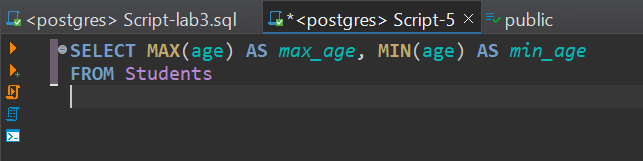 <postgres> Script-lab3.sql *<postgres> Script-5 public
SELECT MAX(age) AS max_age, MIN(age) AS min_age
FROM Students